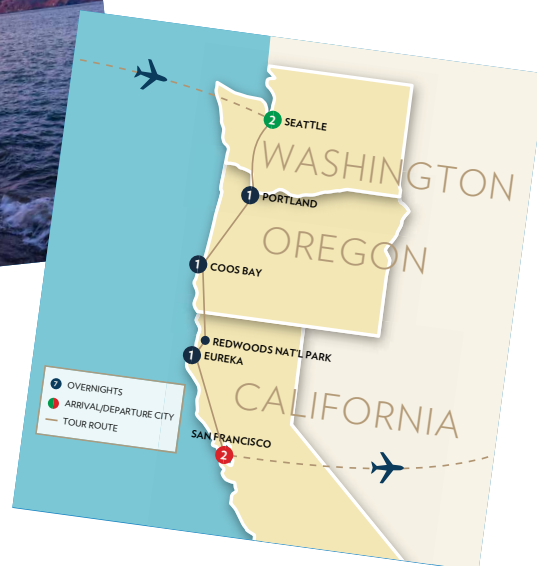 2 SEATTLE
WASHINGTON
1 PORTLAND
OREGON
1 COOS BAY
REDWOODS NAT'L PARK
1 EUREKA
CALIFORNIA
SAN FRANCISCO
2
? OVERNIGHTS
ARRIVAL/DEPARTURE CITY
TOUR ROUTE